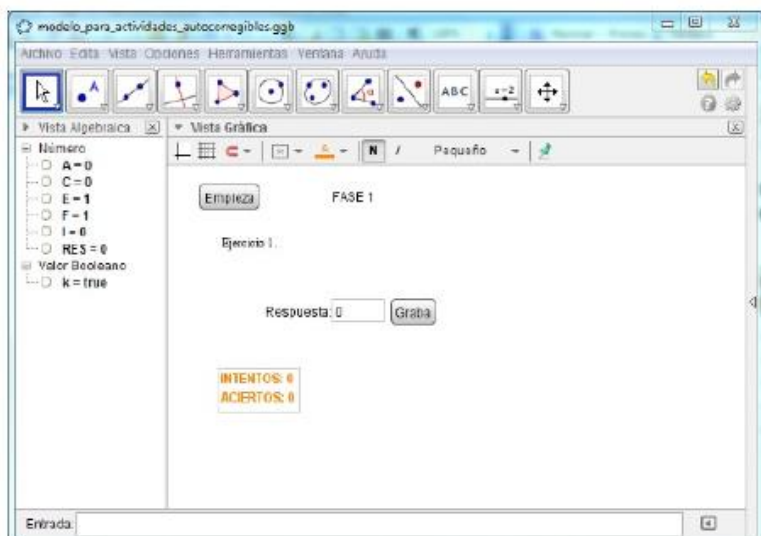 modelo_para_actividades_autocorregibles.ggb
Archivo Edita Vista Opciones Herramientas Ventana Ayuda
A
ABC
a=2
Vista Algebraica
Vista Gráfica
N
Paquaño
Número
A = 0
C = 0
E = 1
F = 1
I = 0
RES = 0
Valor Booleano
k = true
Empieza
FASE 1
Ejercicio 1.
Respuesta: 0
Graba
INTENTOS: 0
ACIERTOS: 0
Entrada: